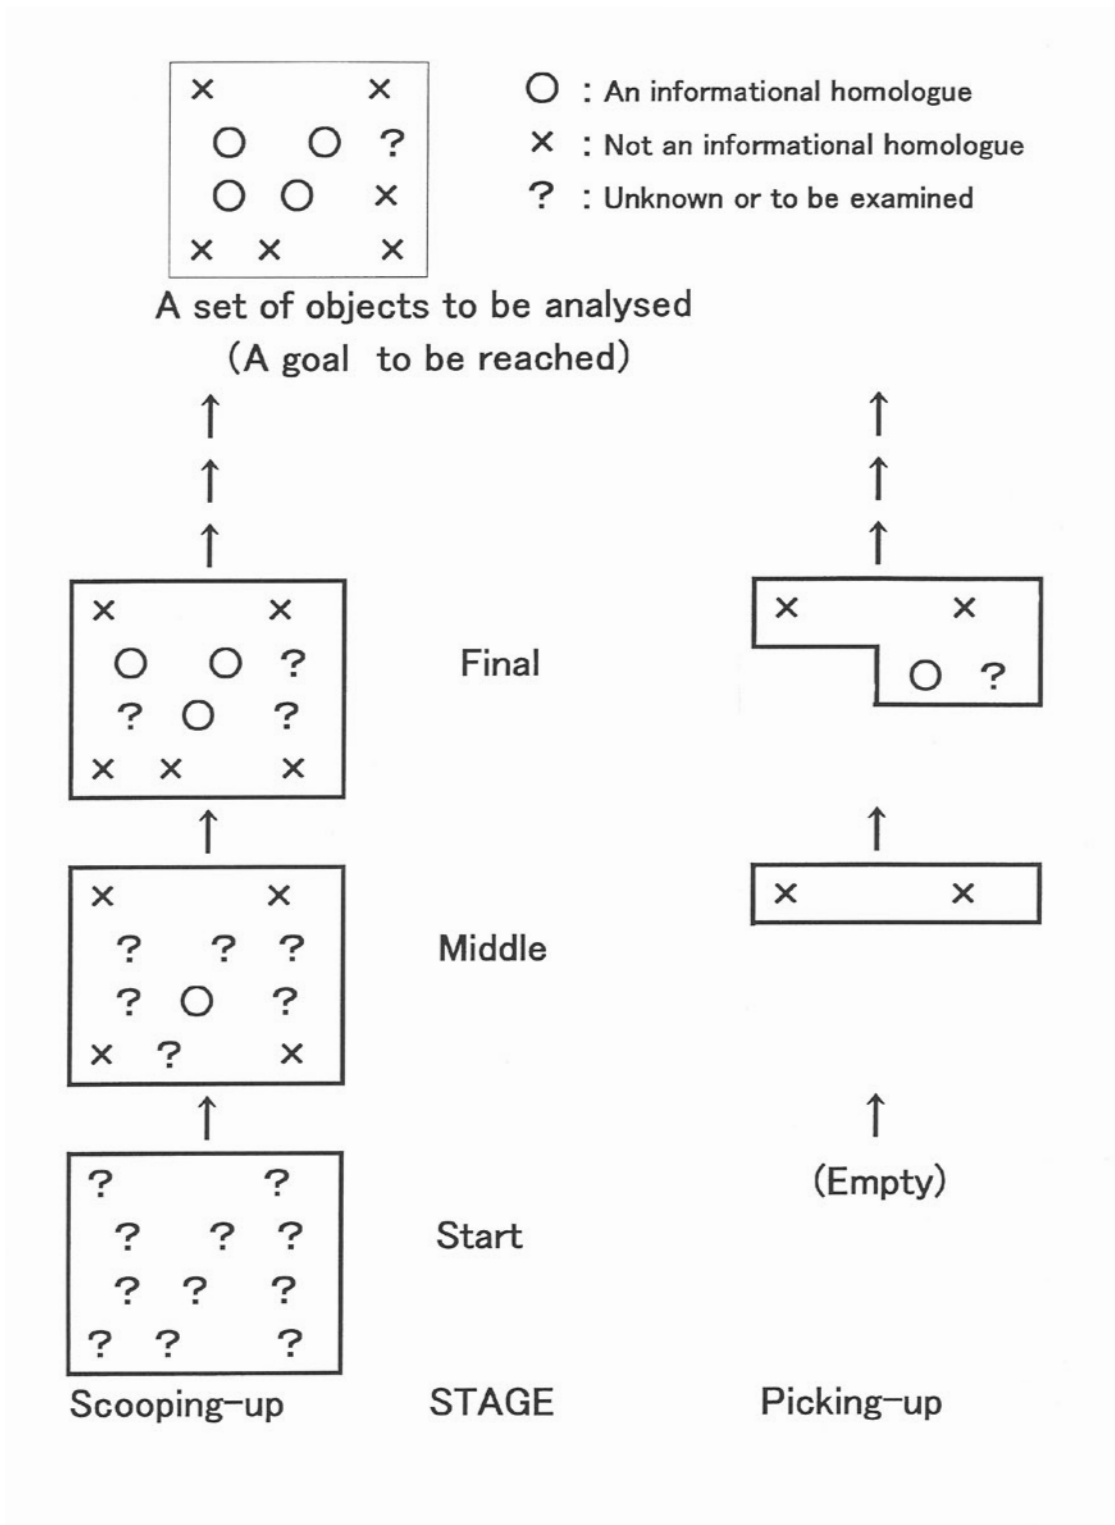 × ×
○ ○ ?
○ ○ ×
× × ×
○ : An informational homologue
× : Not an informational homologue
? : Unknown or to be examined
A set of objects to be analysed
(A goal to be reached)
↑ ↑
↑ ↑
↑ ↑
× ×
○ ○ ?
? ○ ?
× × ×
Final
× ×
○ ?
↑ ↑
× ×
? ? ?
? ○ ?
× ? ×
Middle
× ×
↑ ↑
? ?
? ? ?
? ? ?
? ? ?
Start
(Empty)
Scooping-up STAGE Picking-up